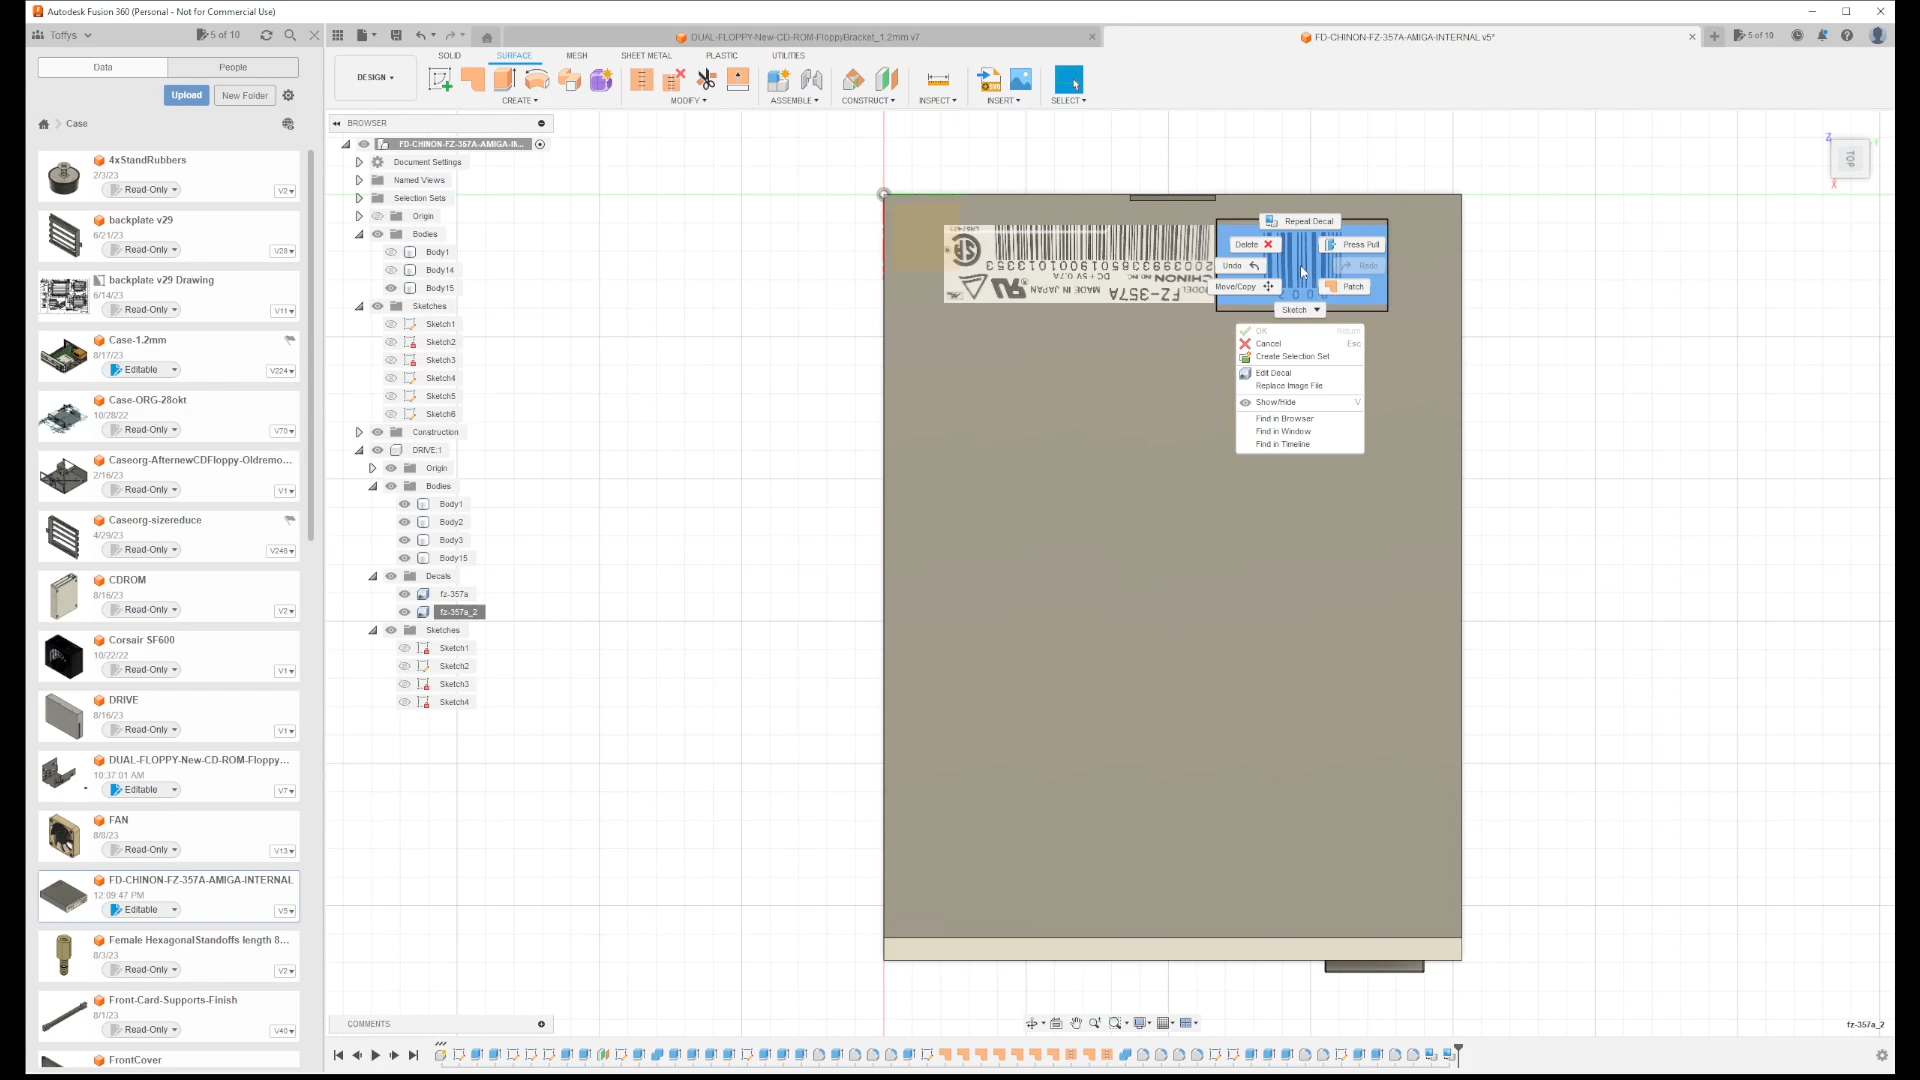 Autodesk Fusion 360 (Personal - Not for Commercial Use)
Toffys
5 of 10
DUAL-FLOPPY-New-CD-ROM-FloppyBracket_1.2mm v7
FD-CHINON-FZ-357A-AMIGA-INTERNAL v5*
5 of 10
Data
People
Upload
New Folder
Case
SOLID
SURFACE
MESH
SHEET METAL
PLASTIC
UTILITIES
DESIGN
CREATE
MODIFY
ASSEMBLE
CONSTRUCT
INSPECT
INSERT
SELECT
4xStandRubbers
2/3/23
Read-Only
V2
backplate v29
6/21/23
Read-Only
V28
backplate v29 Drawing
6/14/23
Read-Only
V11
Case-1.2mm
8/17/23
Editable
V224
Case-ORG-28okt
10/28/22
Read-Only
V70
Caseorg-AfternewCDFloppy-Oldremo...
2/16/23
Read-Only
V1
Caseorg-sizereduce
4/29/23
Read-Only
V246
CDROM
8/16/23
Read-Only
V2
Corsair SF600
10/22/22
Read-Only
V1
DRIVE
8/16/23
Read-Only
V1
DUAL-FLOPPY-New-CD-ROM-Floppy...
10:37:01 AM
Editable
V7
FAN
8/8/23
Read-Only
V13
FD-CHINON-FZ-357A-AMIGA-INTERNAL
12:09:47 PM
Editable
V5
Female HexagonalStandoffs length 8...
8/3/23
Read-Only
V2
Front-Card-Supports-Finish
8/1/23
Read-Only
V40
FrontCover
BROWSER
FD-CHINON-FZ-357A-AMIGA-IN...
Document Settings
Named Views
Selection Sets
Origin
Bodies
Body1
Body14
Body15
Sketches
Sketch1
Sketch2
Sketch3
Sketch4
Sketch5
Sketch6
Construction
DRIVE:1
Origin
Bodies
Body1
Body2
Body3
Body15
Decals
fz-357a
fz-357a_2
Sketches
Sketch1
Sketch2
Sketch3
Sketch4
COMMENTS
MODEL FZ-357A
MADE IN JAPAN
CHINON
DC+5V 0.7A
Repeat Decal
Delete
Press Pull
Undo
Redo
Move/Copy
Patch
Sketch
OK Return
Cancel Esc
Create Selection Set
Edit Decal
Replace Image File
Show/Hide V
Find in Browser
Find in Window
Find in Timeline
TOP
Z
Y
X
fz-357a_2